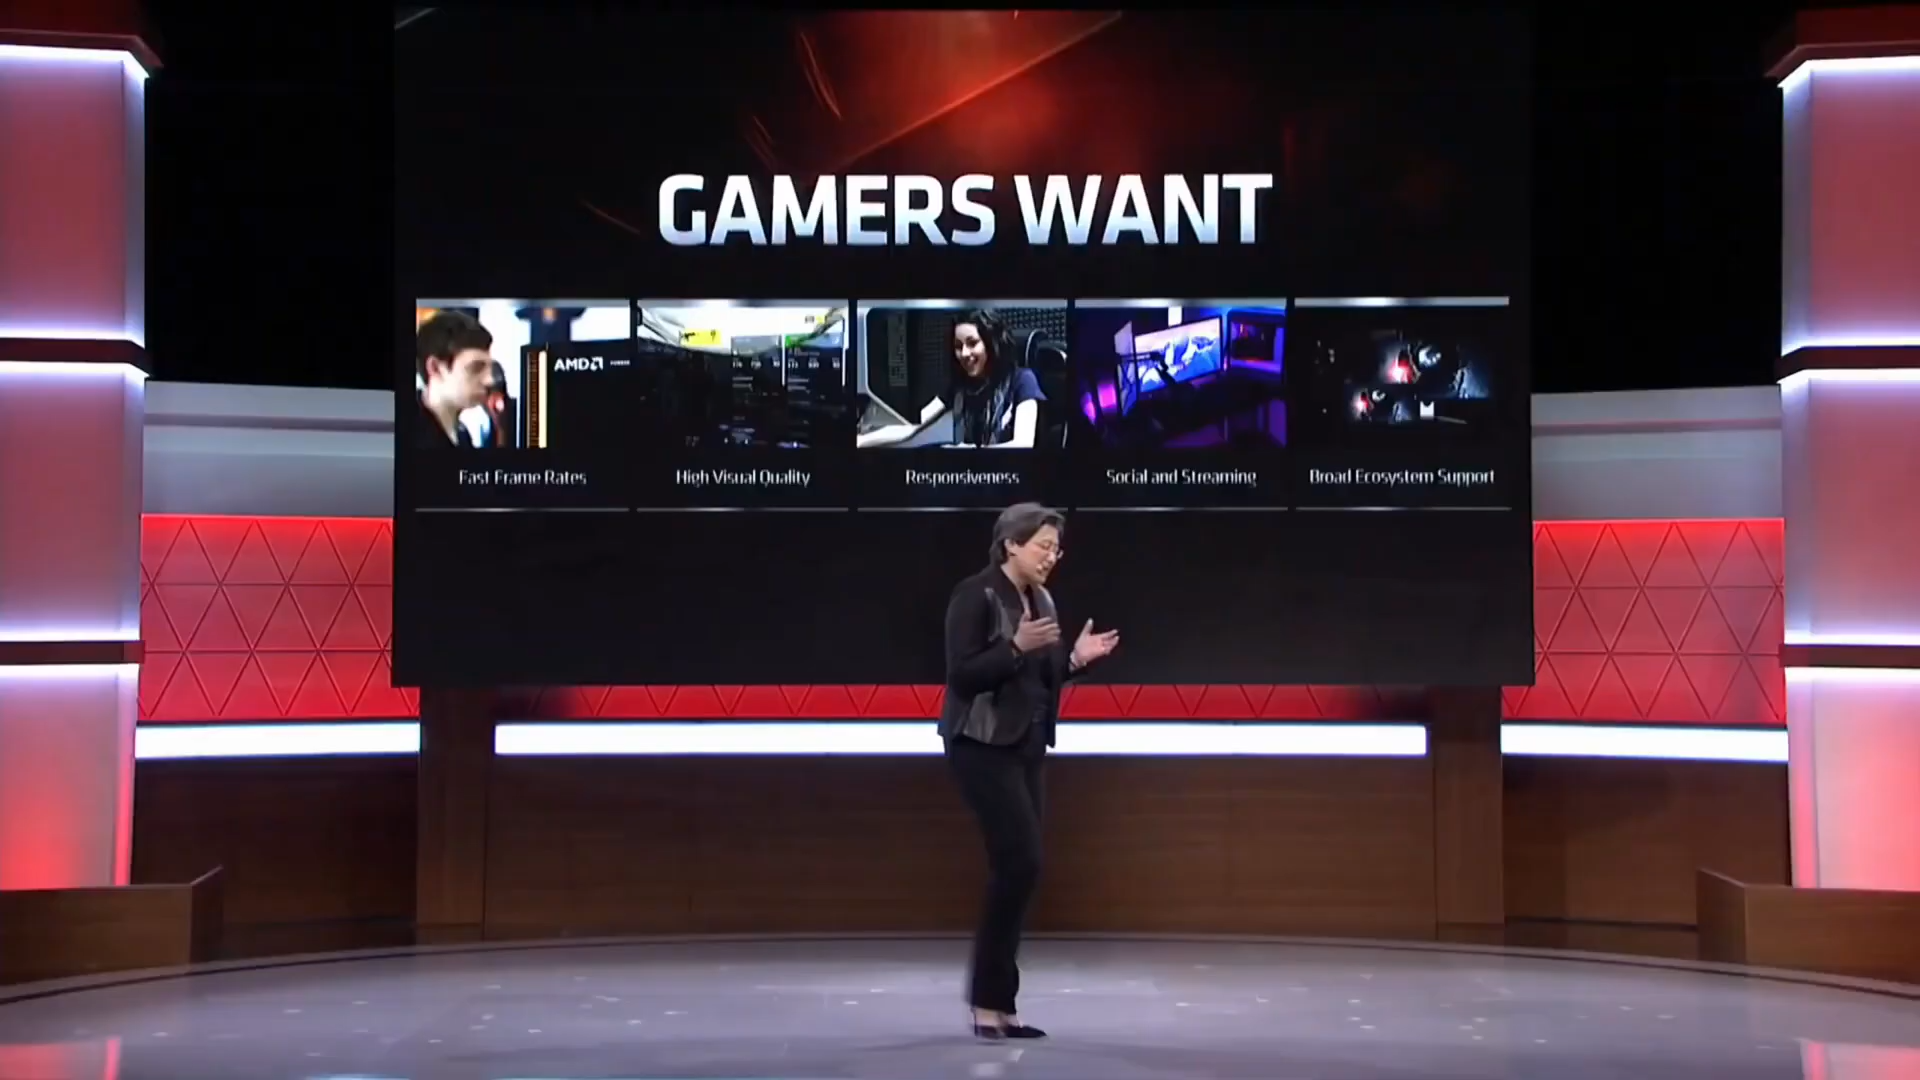 GAMERS WANT
AMD
Fast Frame Rates
High Visual Quality
Responsiveness
Social and Streaming
Broad Ecosystem Support